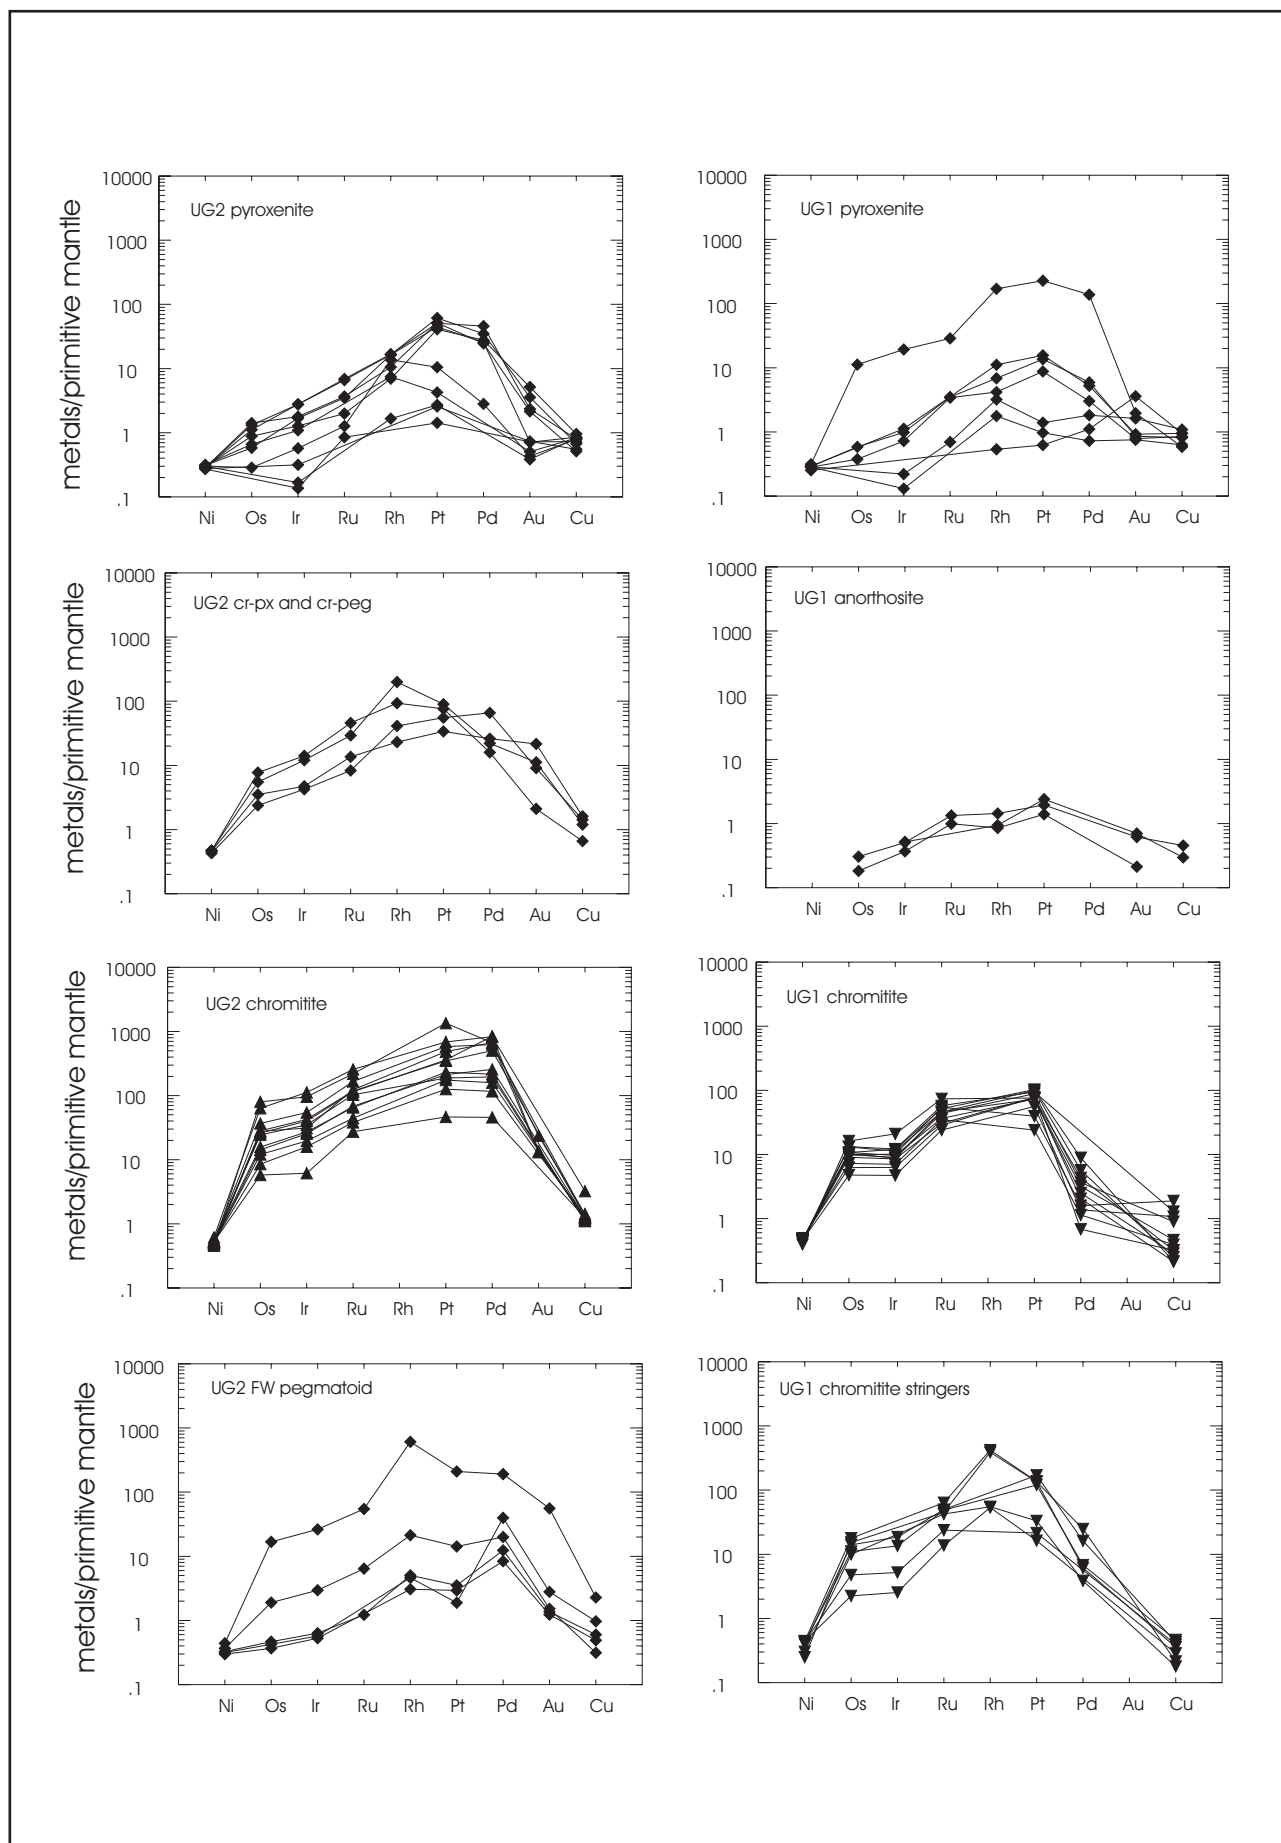 metals/primitive mantle
UG2 pyroxenite
10000
1000
100
10
1
.1
Ni Os Ir Ru Rh Pt Pd Au Cu
UG1 pyroxenite
10000
1000
100
10
1
.1
Ni Os Ir Ru Rh Pt Pd Au Cu
metals/primitive mantle
UG2 cr-px and cr-peg
10000
1000
100
10
1
.1
Ni Os Ir Ru Rh Pt Pd Au Cu
UG1 anorthosite
10000
1000
100
10
1
.1
Ni Os Ir Ru Rh Pt Pd Au Cu
metals/primitive mantle
UG2 chromitite
10000
1000
100
10
1
.1
Ni Os Ir Ru Rh Pt Pd Au Cu
UG1 chromitite
10000
1000
100
10
1
.1
Ni Os Ir Ru Rh Pt Pd Au Cu
metals/primitive mantle
UG2 FW pegmatoid
10000
1000
100
10
1
.1
Ni Os Ir Ru Rh Pt Pd Au Cu
UG1 chromitite stringers
10000
1000
100
10
1
.1
Ni Os Ir Ru Rh Pt Pd Au Cu